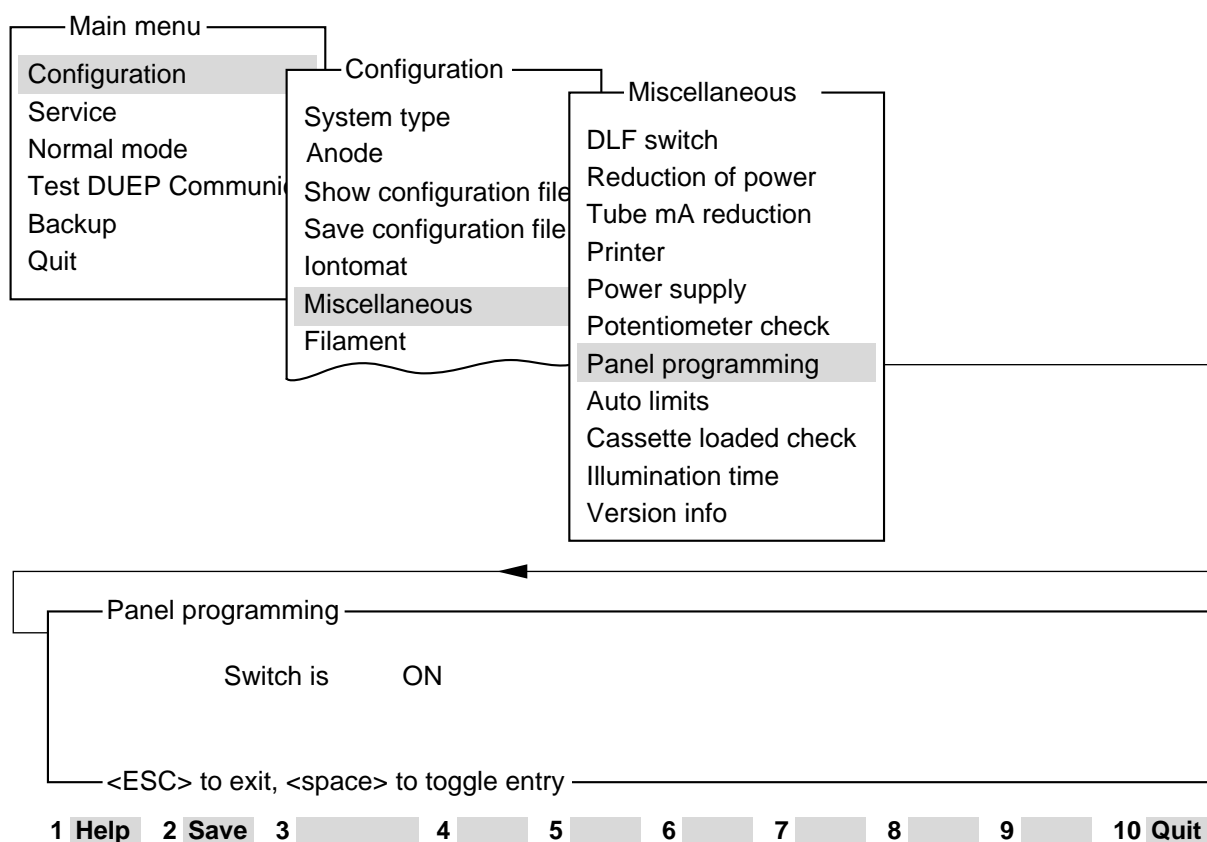 Main menu
Configuration
Service
Normal mode
Test DUEP Communi
Backup
Quit
Configuration
System type
Anode
Show configuration file
Save configuration file
Iontomat
Miscellaneous
Filament
Miscellaneous
DLF switch
Reduction of power
Tube mA reduction
Printer
Power supply
Potentiometer check
Panel programming
Auto limits
Cassette loaded check
Illumination time
Version info
Panel programming
Switch is ON
<ESC> to exit, <space> to toggle entry
1 Help 2 Save 3 4 5 6 7 8 9 10 Quit